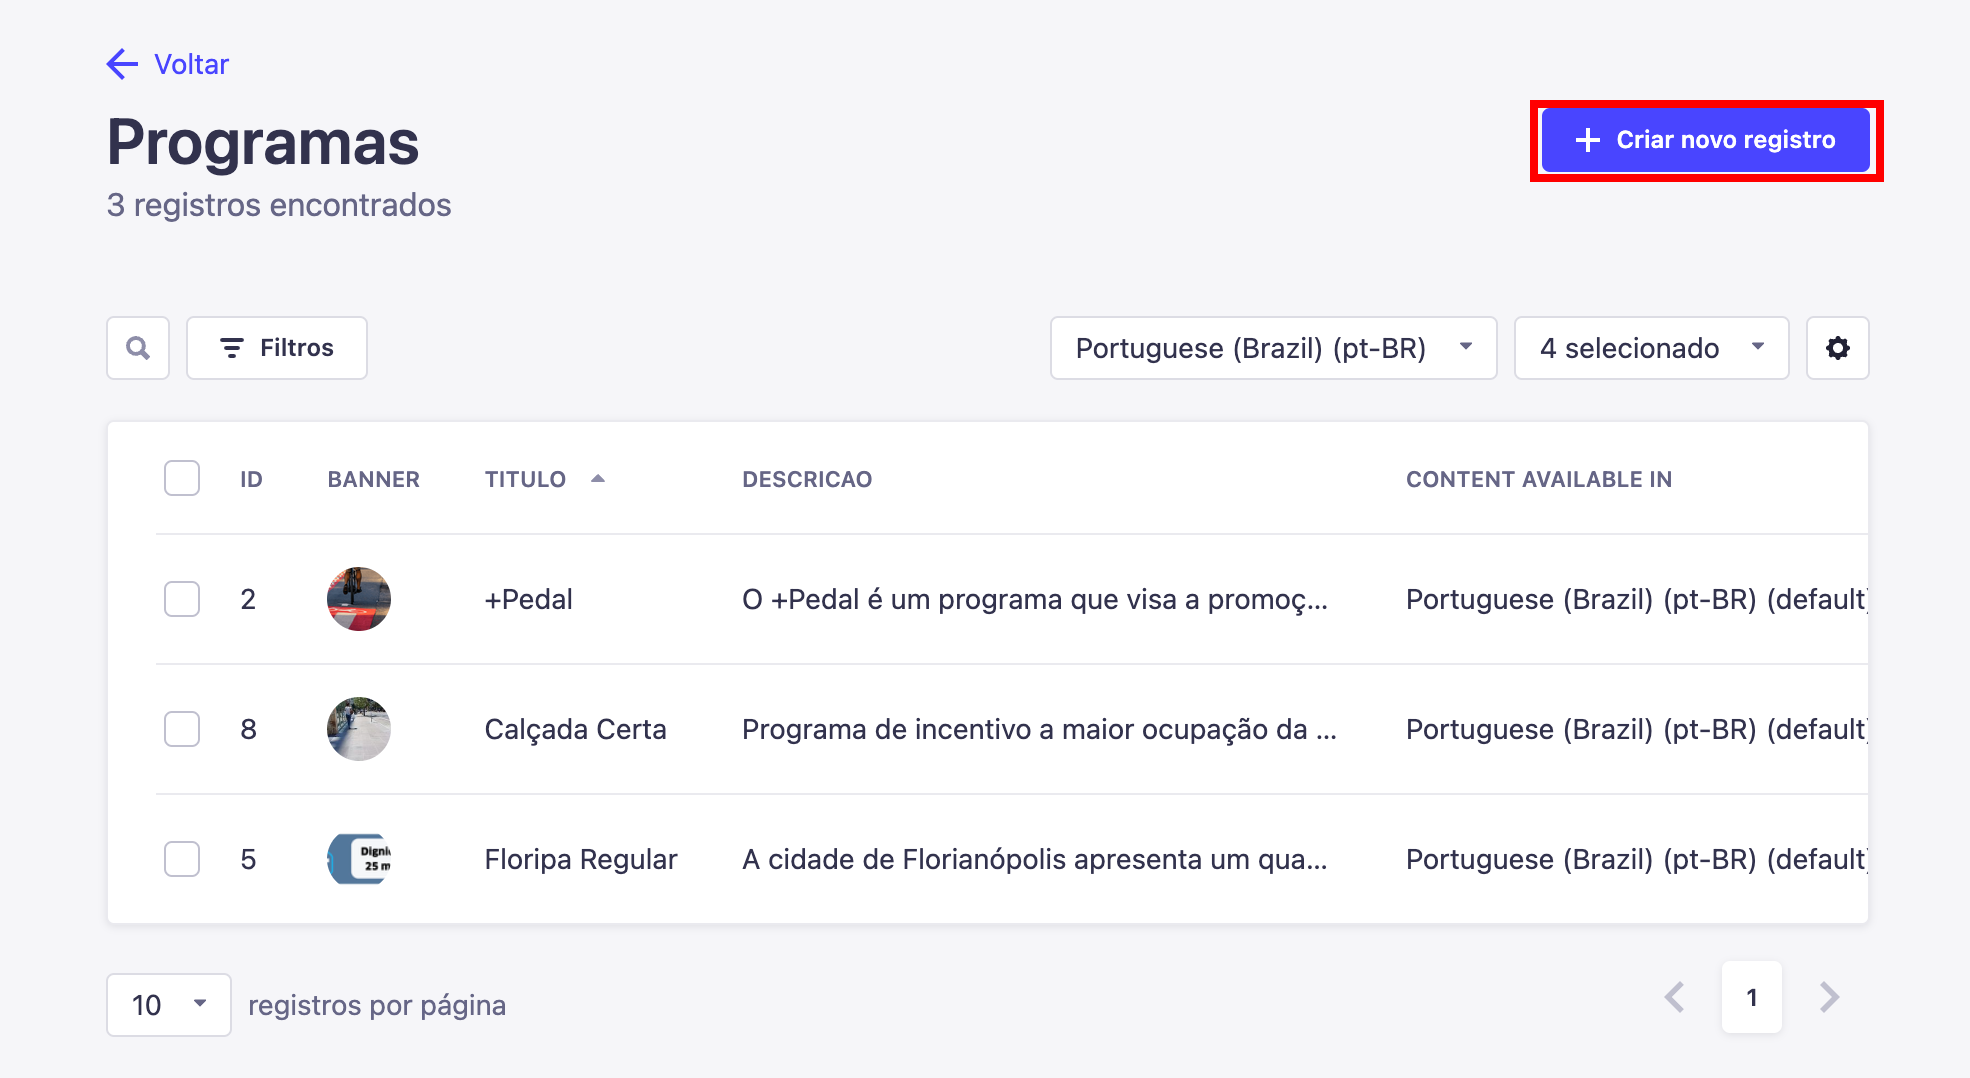 Voltar
Programas
3 registros encontrados
Criar novo registro
Filtros
Portuguese (Brazil) (pt-BR)
4 selecionado
ID BANNER TITULO DESCRICAO CONTENT AVAILABLE IN
2 +Pedal O +Pedal é um programa que visa a promoç... Portuguese (Brazil) (pt-BR) (default)
8 Calçada Certa Programa de incentivo a maior ocupação da ... Portuguese (Brazil) (pt-BR) (default)
5 Floripa Regular A cidade de Florianópolis apresenta um qua... Portuguese (Brazil) (pt-BR) (default)
10 registros por página
1